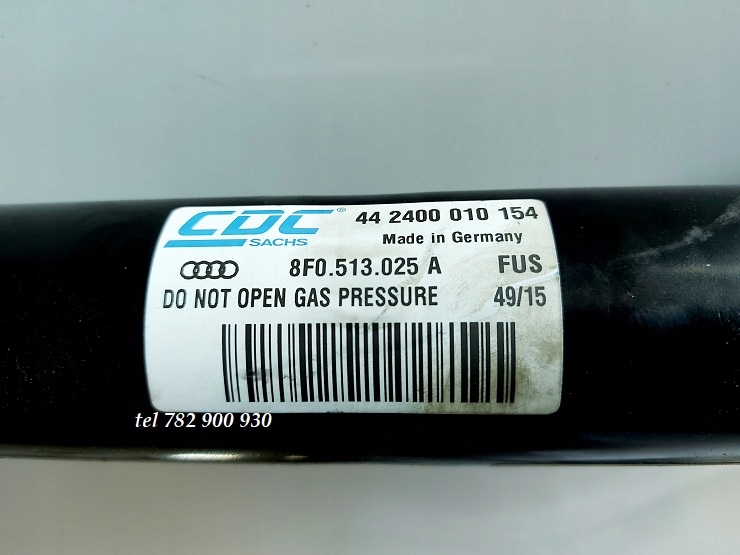 CDC® 44 2400 010 154
SACHS Made in Germany
8F0.513.025 A FUS
DO NOT OPEN GAS PRESSURE 49/15
tel 782 900 930